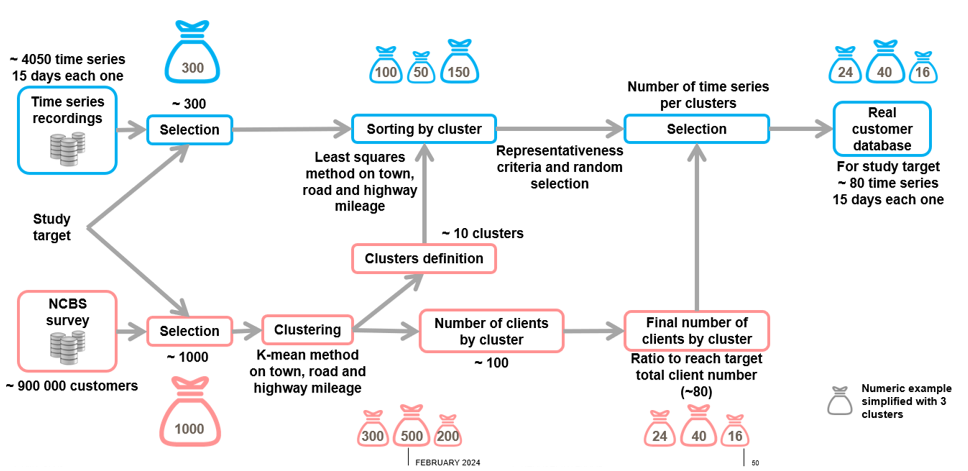 ~ 4050 time series
15 days each one
Time series
recordings
300
~ 300
Selection
100
50
150
Sorting by cluster
Least squares
method on town,
road and highway
mileage
Representativeness
criteria and random
selection
Number of time series
per clusters
Selection
24
40
16
Real
customer
database
For study target
~ 80 time series
15 days each one
Study
target
~ 10 clusters
Clusters definition
NCBS
survey
~ 900 000 customers
Selection
~ 1000
1000
Clustering
K-mean method
on town, road and
highway mileage
Number of clients
by cluster
~ 100
Final number of
clients by cluster
Ratio to reach target
total client number
(~80)
300
500
200
24
40
16
Numeric example
simplified with 3
clusters
FEBRUARY 2024
50